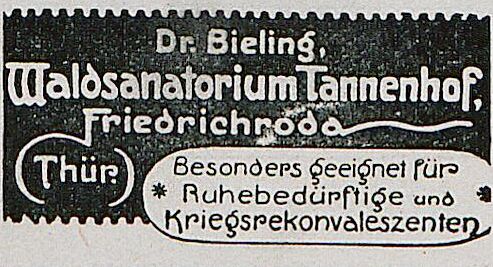 Dr. Bieling,
Waldsanatorium Tannenhof,
Friedrichroda
(Thür.)
Besonders geeignet für
* Ruhebedürftige und *
Kriegsrekonvaleszenten